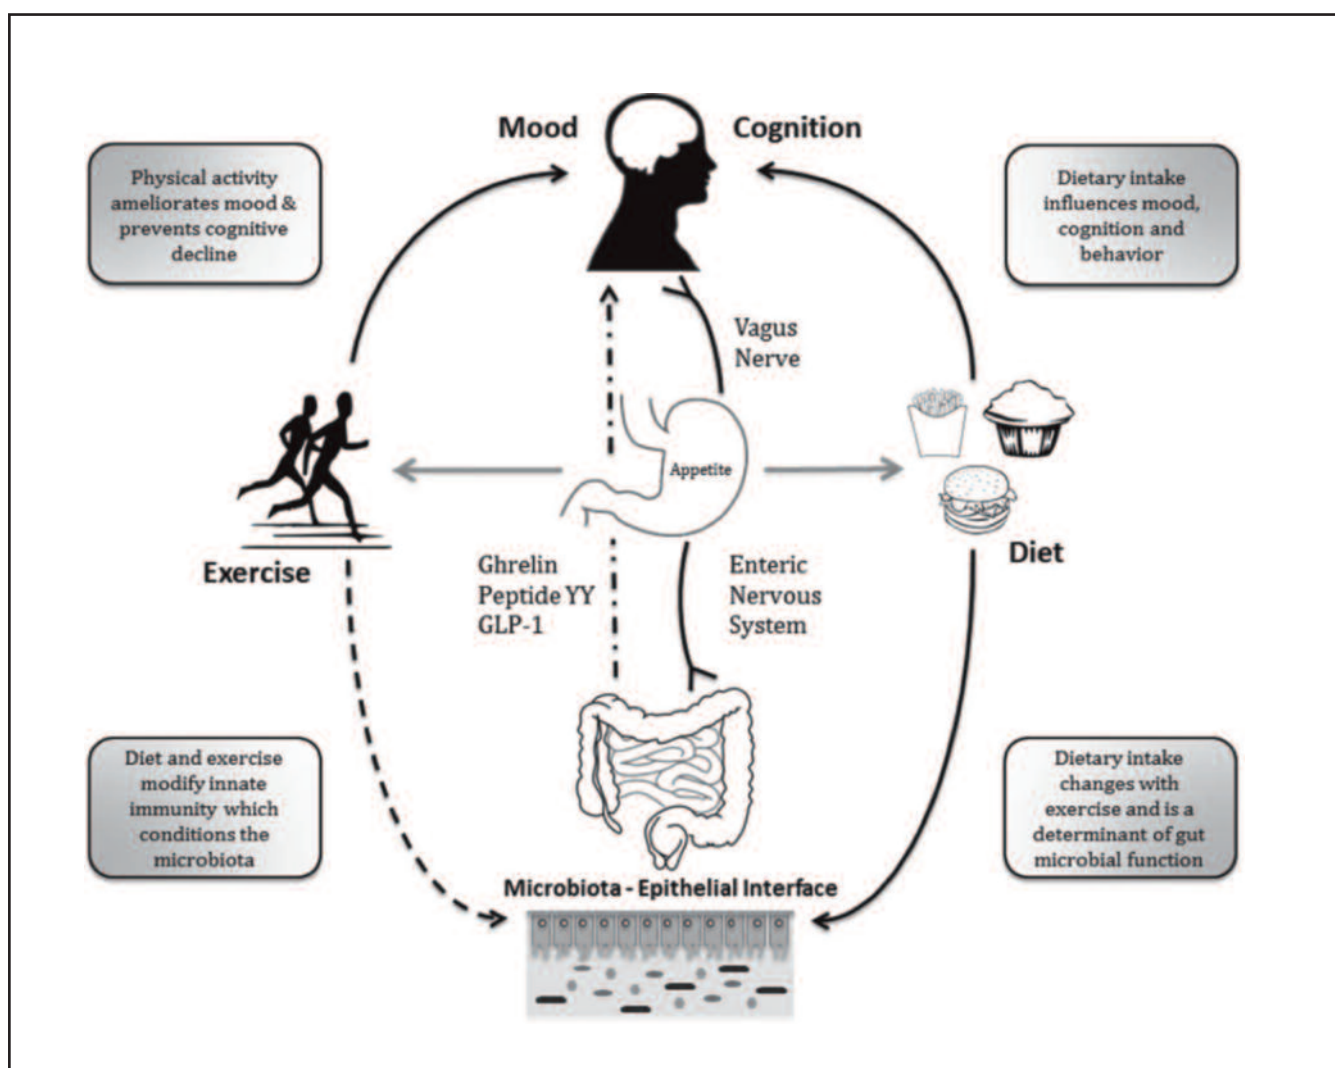 Mood
Cognition
Physical activity
ameliorates mood &
prevents cognitive
decline
Dietary intake
influences mood,
cognition and
behavior
Vagus
Nerve
Appetite
Exercise
Diet
Ghrelin
Peptide YY
GLP-1
Enteric
Nervous
System
Diet and exercise
modify innate
immunity which
conditions the
microbiota
Dietary intake
changes with
exercise and is a
determinant of gut
microbial function
Microbiota - Epithelial Interface